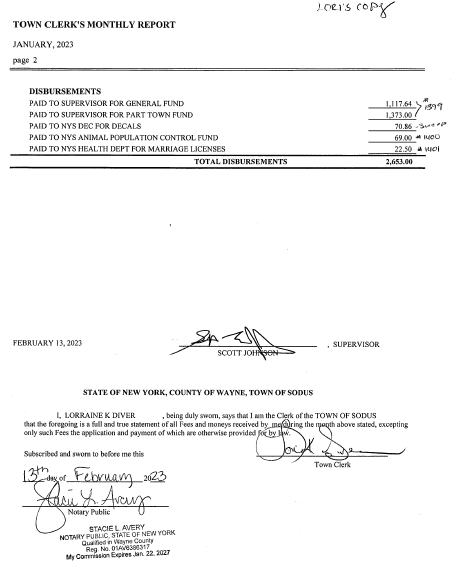 LORI'S COPY
TOWN CLERK'S MONTHLY REPORT
JANUARY, 2023
page 2
DISBURSEMENTS
PAID TO SUPERVISOR FOR GENERAL FUND 1,117.64 #
PAID TO SUPERVISOR FOR PART TOWN FUND 1,373.00 1399
PAID TO NYS DEC FOR DECALS 70.86
PAID TO NYS ANIMAL POPULATION CONTROL FUND 69.00 #1400
PAID TO NYS HEALTH DEPT FOR MARRIAGE LICENSES 22.50 #1401
TOTAL DISBURSEMENTS 2,653.00
FEBRUARY 13, 2023 , SUPERVISOR
SCOTT JOHNSON
STATE OF NEW YORK, COUNTY OF WAYNE, TOWN OF SODUS
I, LORRAINE K DIVER , being duly sworn, says that I am the Clerk of the TOWN OF SODUS
that the foregoing is a full and true statement of all Fees and moneys received by me during the month above stated, excepting
only such Fees the application and payment of which are otherwise provided for by law.
Subscribed and sworn to before me this
Town Clerk
13th day of February 2023
Stacie L. Avery
Notary Public
STACIE L. AVERY
NOTARY PUBLIC, STATE OF NEW YORK
Qualified in Wayne County
Reg. No. 01AV6386317
My Commission Expires Jan. 22, 2027